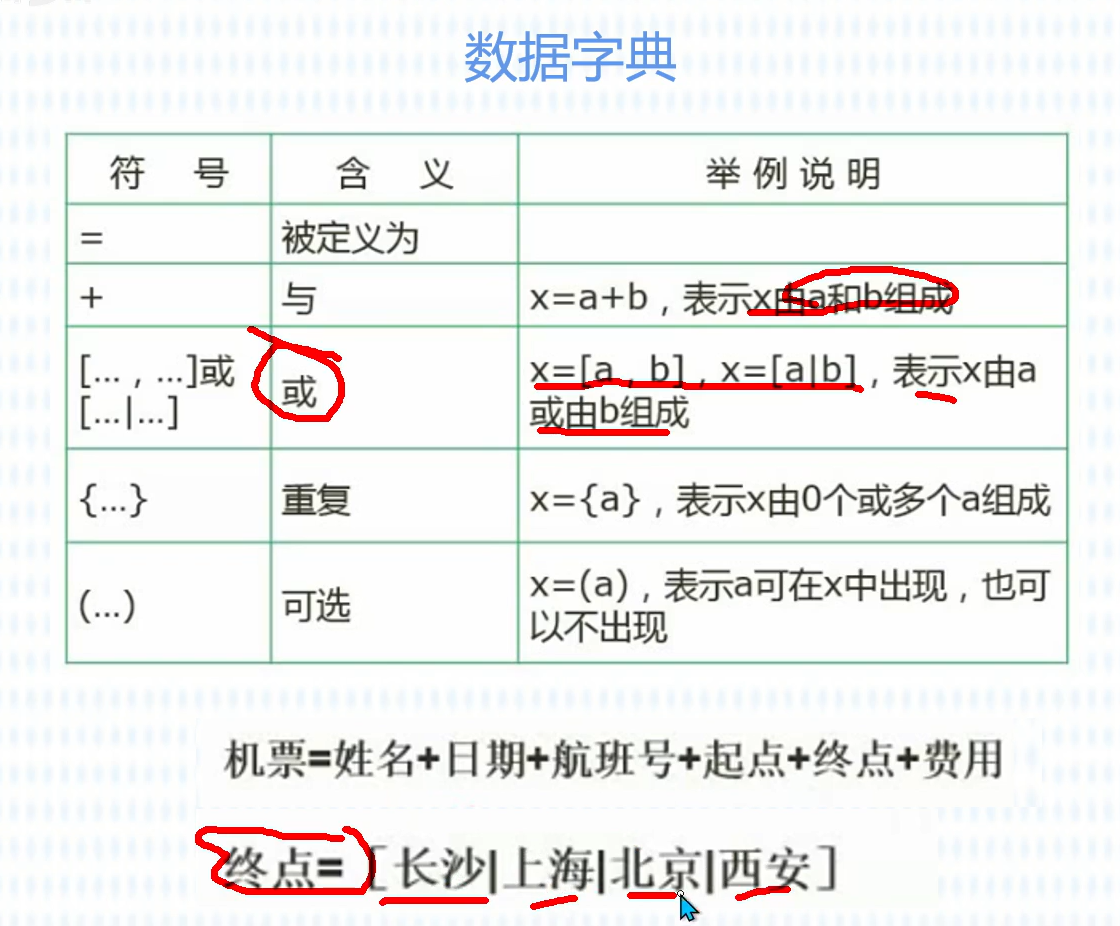 数据字典
符 号 含 义 举 例 说 明
= 被定义为
+ 与 x=a+b，表示x由a和b组成
[…，…]或
[…|…]
或
x=[a，b]，x=[a|b]，表示x由a
或由b组成
{…} 重复 x={a}，表示x由0个或多个a组成
(…) 可选
x=(a)，表示a可在x中出现，也可
以不出现
机票=姓名+日期+航班号+起点+终点+费用
终点=[长沙|上海|北京|西安]